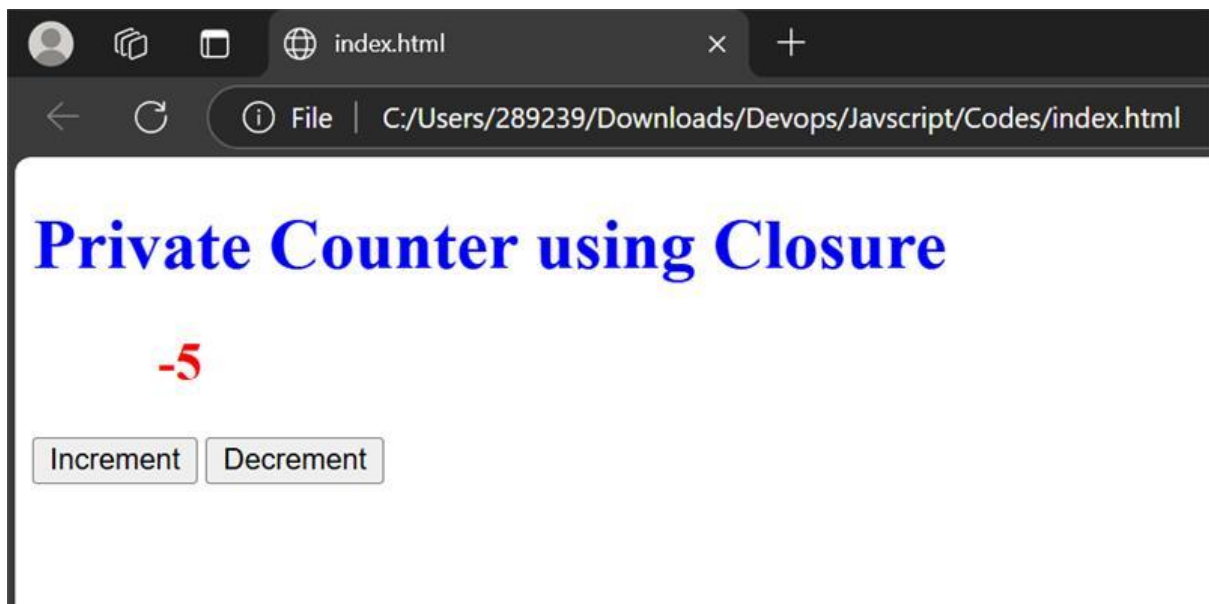 index.html
File | C:/Users/289239/Downloads/Devops/Javscript/Codes/index.html
Private Counter using Closure
-5
Increment Decrement